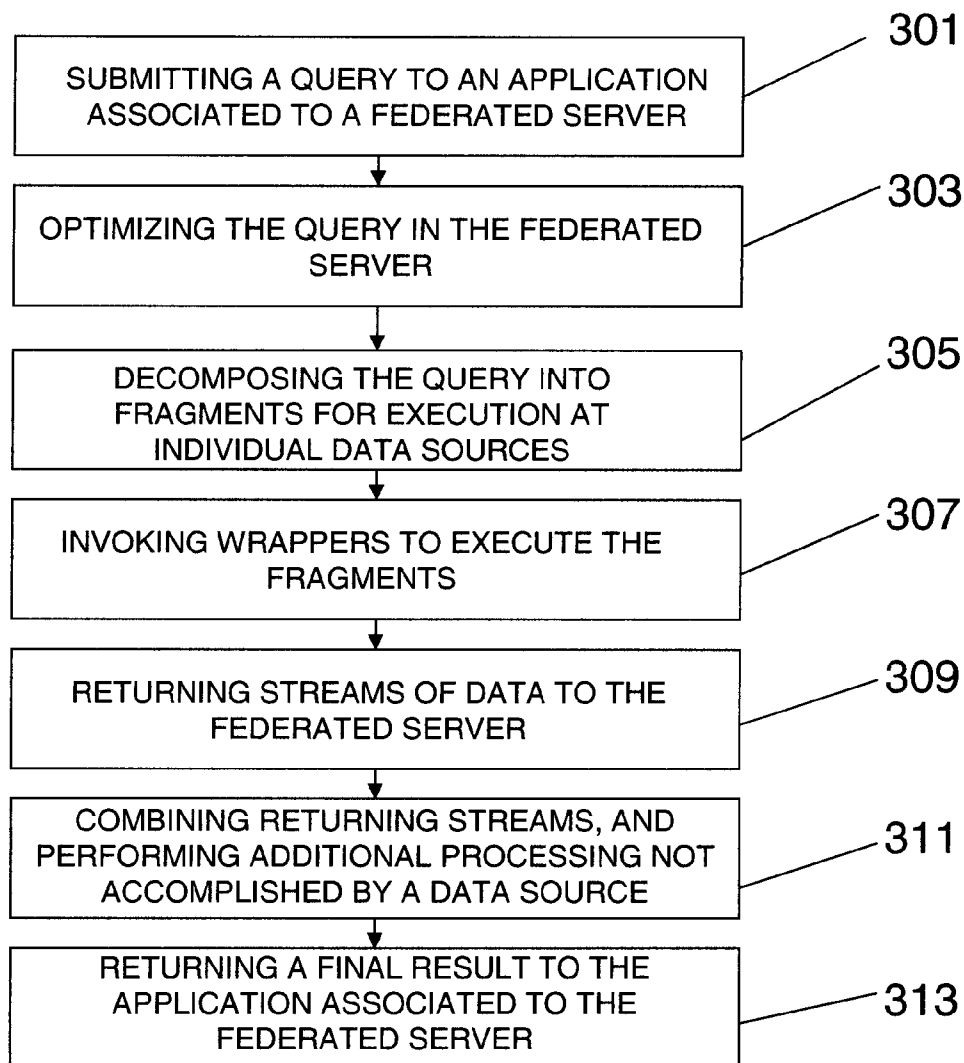 301
SUBMITTING A QUERY TO AN APPLICATION
ASSOCIATED TO A FEDERATED SERVER
303
OPTIMIZING THE QUERY IN THE FEDERATED
SERVER
305
DECOMPOSING THE QUERY INTO
FRAGMENTS FOR EXECUTION AT
INDIVIDUAL DATA SOURCES
307
INVOKING WRAPPERS TO EXECUTE THE
FRAGMENTS
309
RETURNING STREAMS OF DATA TO THE
FEDERATED SERVER
311
COMBINING RETURNING STREAMS, AND
PERFORMING ADDITIONAL PROCESSING NOT
ACCOMPLISHED BY A DATA SOURCE
313
RETURNING A FINAL RESULT TO THE
APPLICATION ASSOCIATED TO THE
FEDERATED SERVER